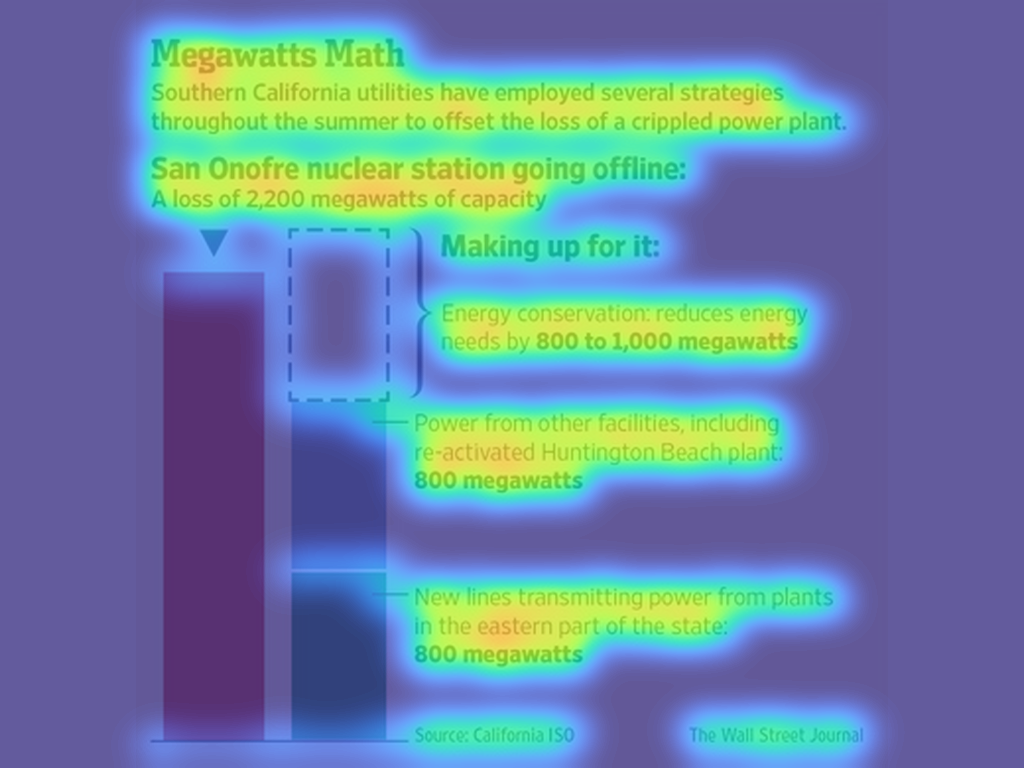 Megawatts Math
Southern California utilities have employed several strategies
throughout the summer to offset the loss of a crippled power plant.
San Onofre nuclear station going offline:
A loss of 2,200 megawatts of capacity
Making up for it:
Energy conservation: reduces energy
needs by 800 to 1,000 megawatts
Power from other facilities, including
re-activated Huntington Beach plant:
800 megawatts
New lines transmitting power from plants
in the eastern part of the state:
800 megawatts
Source: California ISO
The Wall Street Journal